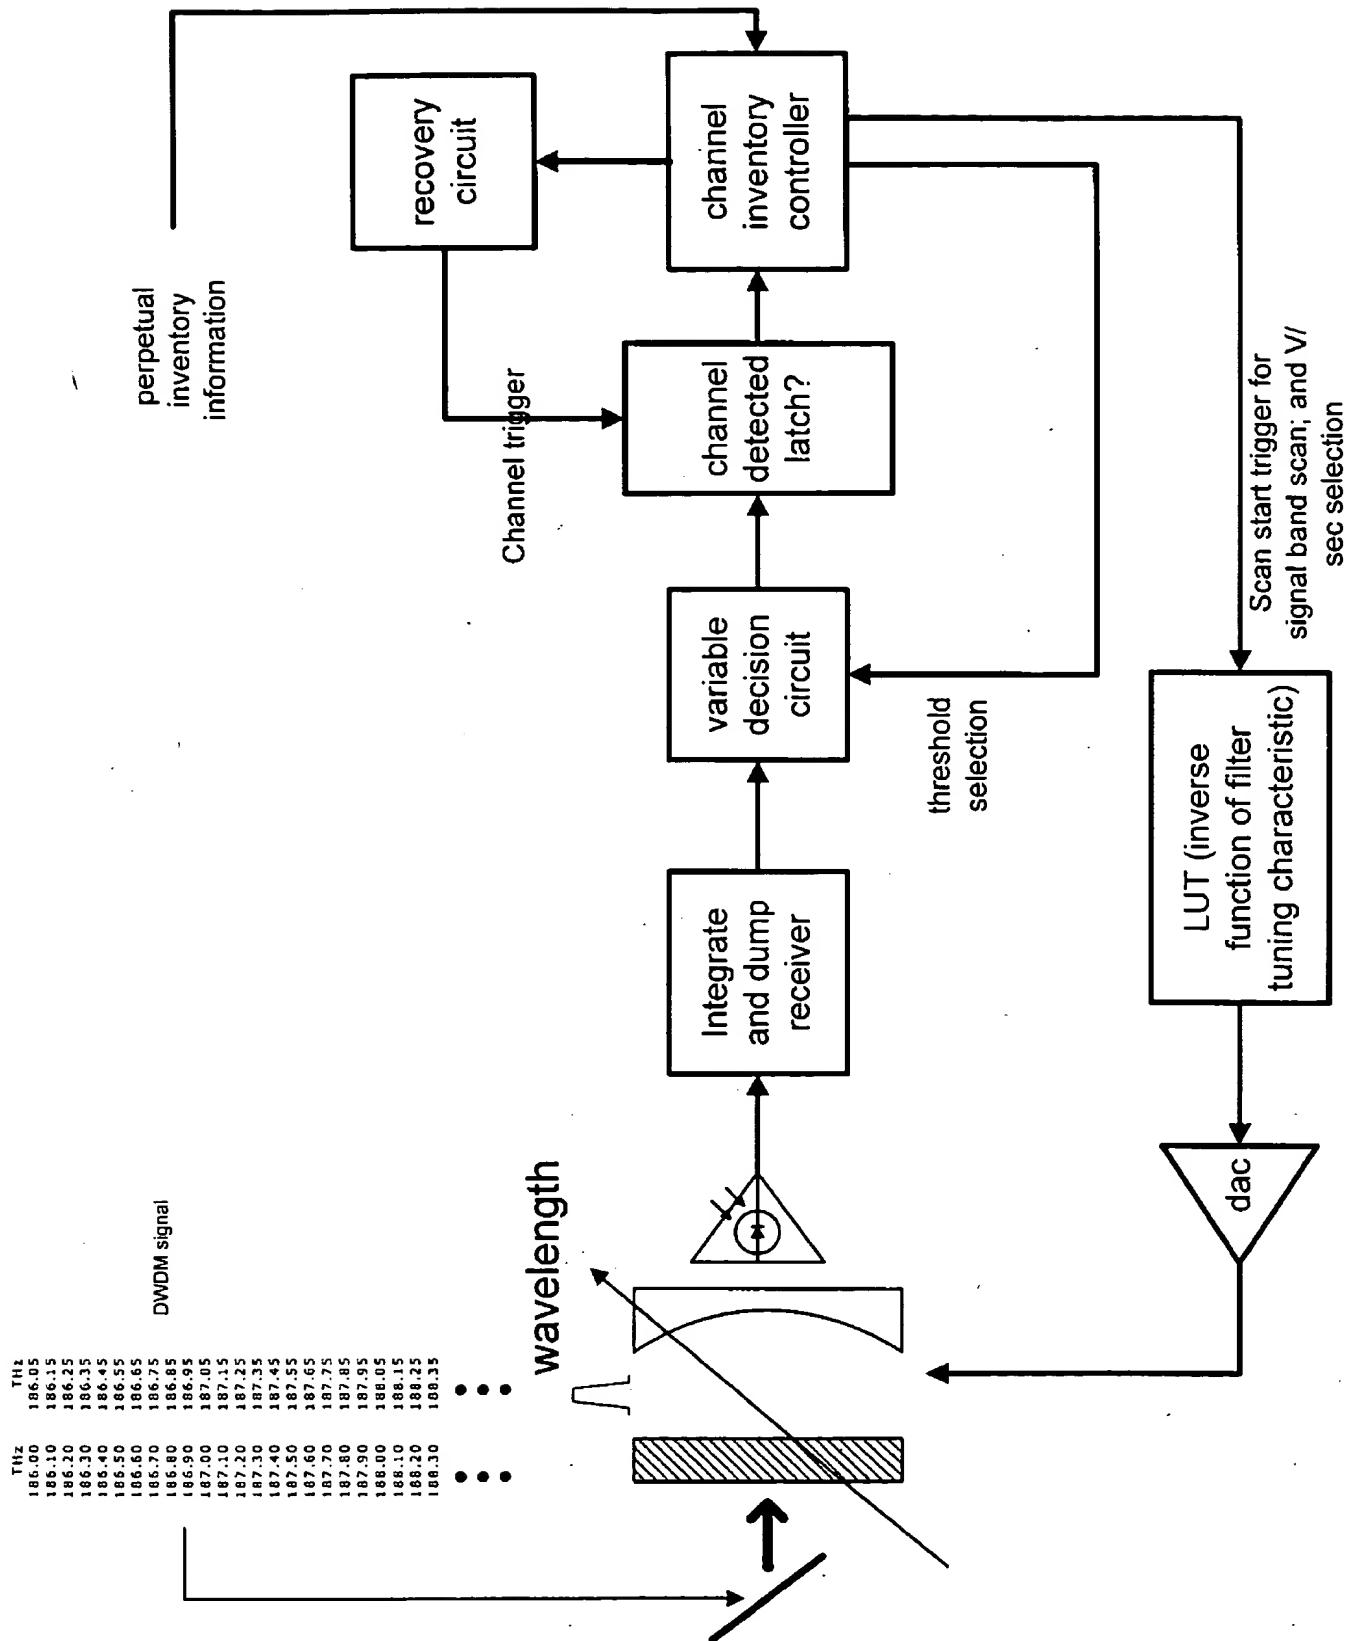 THz
186.00
186.10
186.20
186.30
186.40
186.50
186.60
186.70
186.80
186.90
187.00
187.10
187.20
187.30
187.40
187.50
187.60
187.70
187.80
187.90
188.00
188.10
188.20
188.30
THz
186.05
186.15
186.25
186.35
186.45
186.55
186.65
186.75
186.85
186.95
187.05
187.15
187.25
187.35
187.45
187.55
187.65
187.75
187.85
187.95
188.05
188.15
188.25
188.35
DWDM signal
wavelength
perpetual
inventory
information
recovery
circuit
Channel trigger
Integrate
and dump
receiver
variable
decision
circuit
channel
detected
latch?
channel
inventory
controller
threshold
selection
dac
LUT (inverse
function of filter
tuning characteristic)
Scan start trigger for
signal band scan; and V/
sec selection